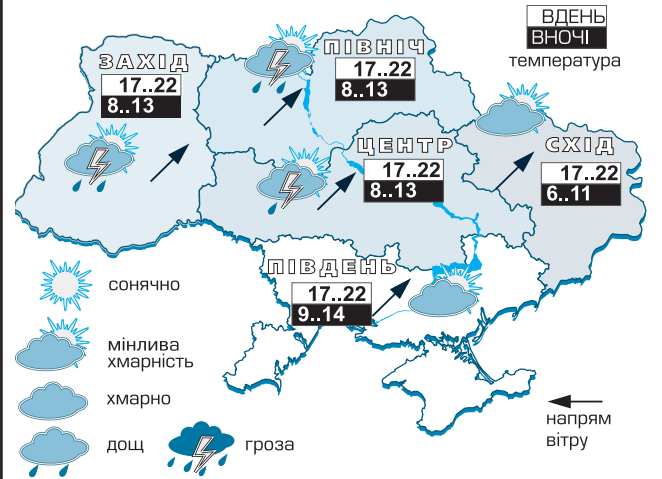 ВДЕНЬ
ВНОЧІ
температура
ЗАХІД
17..22
8..13
ПІВНІЧ
17..22
8..13
ЦЕНТР
17..22
8..13
СХІД
17..22
6..11
ПІВДЕНЬ
17..22
9..14
сонячно
мінлива
хмарність
хмарно
дощ
гроза
напрям
вітру